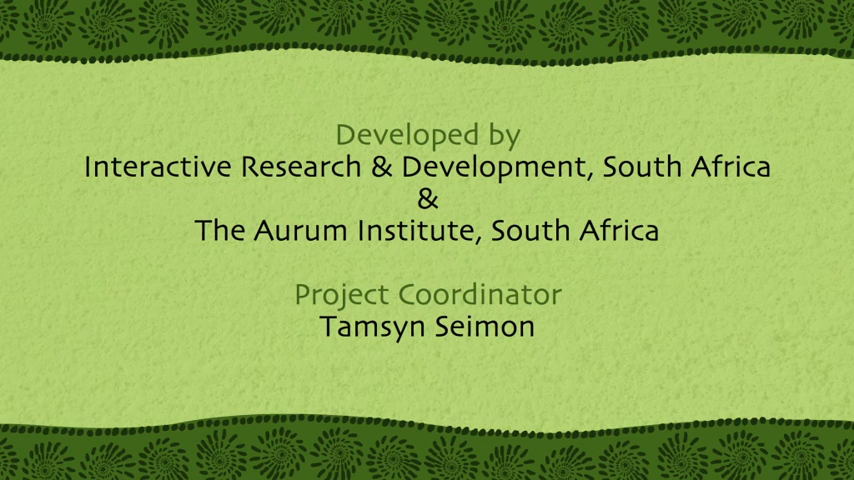 Developed by
Interactive Research & Development, South Africa
&
The Aurum Institute, South Africa
Project Coordinator
Tamsyn Seimon